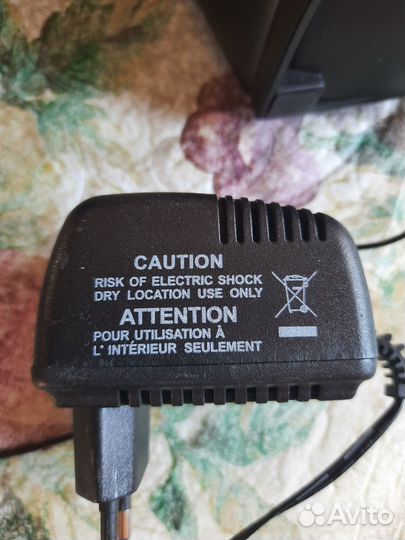 CAUTION
RISK OF ELECTRIC SHOCK
DRY LOCATION USE ONLY
ATTENTION
POUR UTILISATION À
L' INTÉRIEUR SEULEMENT
Avito